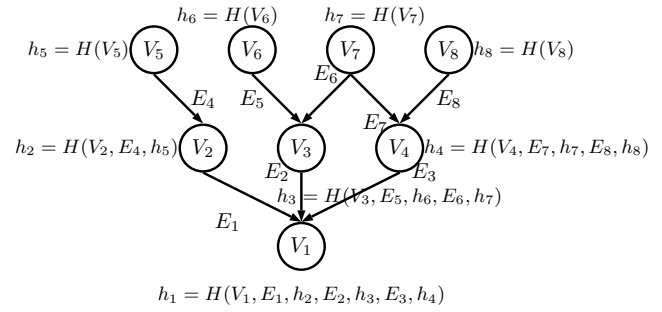 h_6 = H(V_6)
h_7 = H(V_7)
h_5 = H(V_5)
V_5
V_6
V_7
V_8
h_8 = H(V_8)
E_6
E_4
E_5
E_8
E_7
h_2 = H(V_2, E_4, h_5)
V_2
V_3
V_4
h_4 = H(V_4, E_7, h_7, E_8, h_8)
E_2
E_3
h_3 = H(V_3, E_5, h_6, E_6, h_7)
E_1
V_1
h_1 = H(V_1, E_1, h_2, E_2, h_3, E_3, h_4)